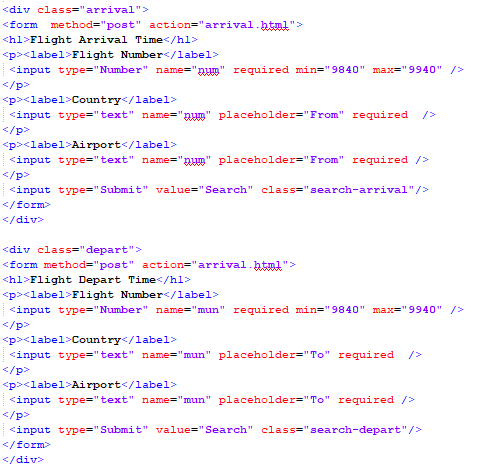 <div class="arrival">
<form  method="post" action="arrival.html">
<h1>Flight Arrival Time</h1>
<p><label>Flight Number</label>
<input type="Number" name="num" required min="9840" max="9940" />
</p>
<p><label>Country</label>
<input type="text" name="num" placeholder="From" required  />
</p>
<p><label>Airport</label>
<input type="text" name="num" placeholder="From" required />
</p>
<input type="Submit" value="Search" class="search-arrival"/>
</form>
</div>
<div class="depart">
<form method="post" action="arrival.html">
<h1>Flight Depart Time</h1>
<p><label>Flight Number</label>
<input type="Number" name="mun" required min="9840" max="9940" />
</p>
<p><label>Country</label>
<input type="text" name="mun" placeholder="To" required  />
</p>
<p><label>Airport</label>
<input type="text" name="mun" placeholder="To" required />
</p>
<input type="Submit" value="Search" class="search-depart"/>
</form>
</div>